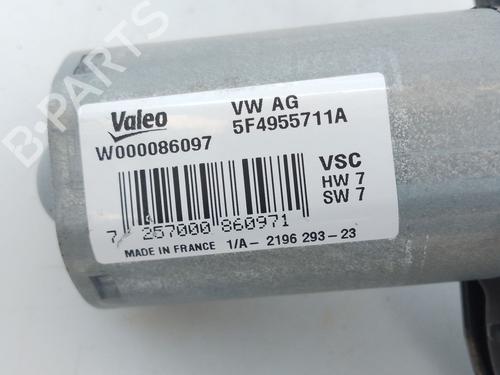 Valeo
VW AG
W000086097
5F4955711A
VSC
HW 7
SW 7
7 257000 860971
MADE IN FRANCE 1/A- 2196 293-23
B-PARTS